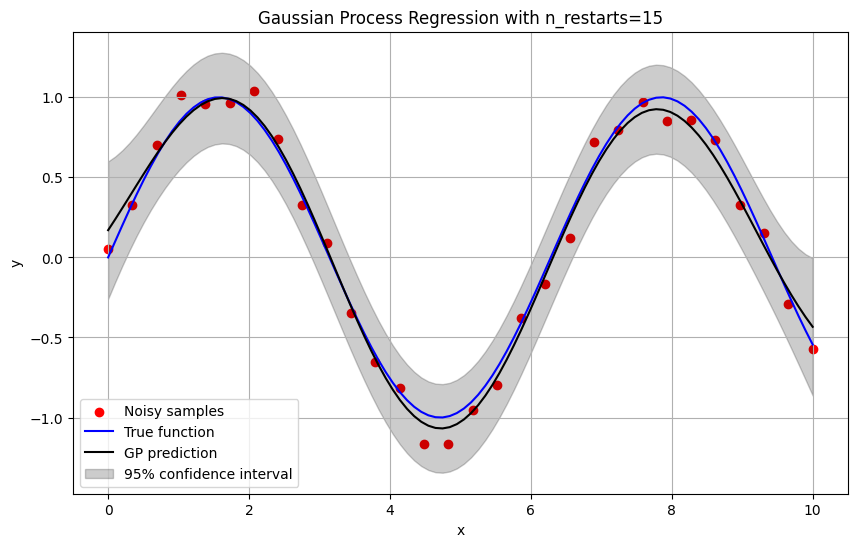 Gaussian Process Regression with n_restarts=15
y
1.0
0.5
0.0
−0.5
−1.0
Noisy samples
True function
GP prediction
95% confidence interval
0 2 4 6 8 10
x